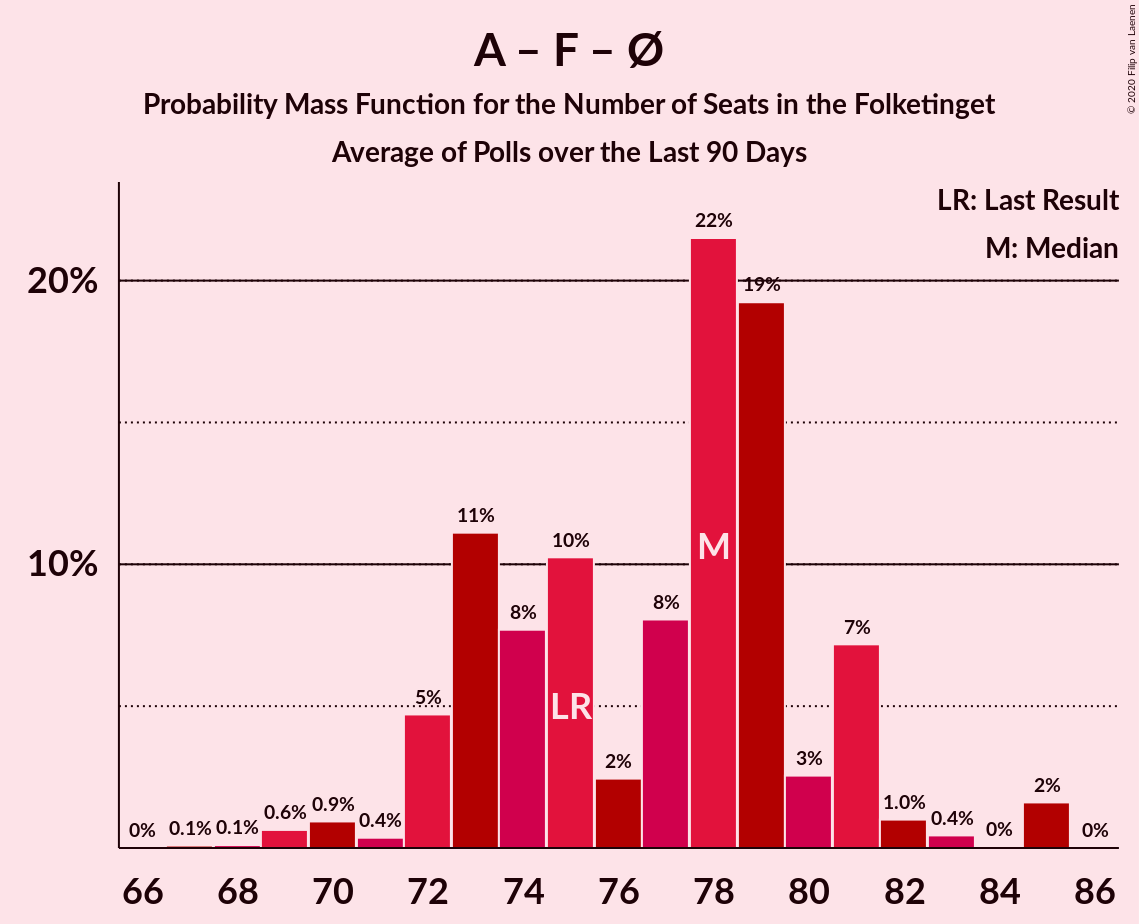 A – F – Ø
Probability Mass Function for the Number of Seats in the Folketinget
Average of Polls over the Last 90 Days
© 2020 Filip van Laenen
LR: Last Result
M: Median
20%
10%
0%
0.1%
0.1%
0.6%
0.9%
0.4%
5%
11%
8%
10%
2%
8%
22%
19%
3%
7%
1.0%
0.4%
0%
2%
0%
LR
M
66 68 70 72 74 76 78 80 82 84 86